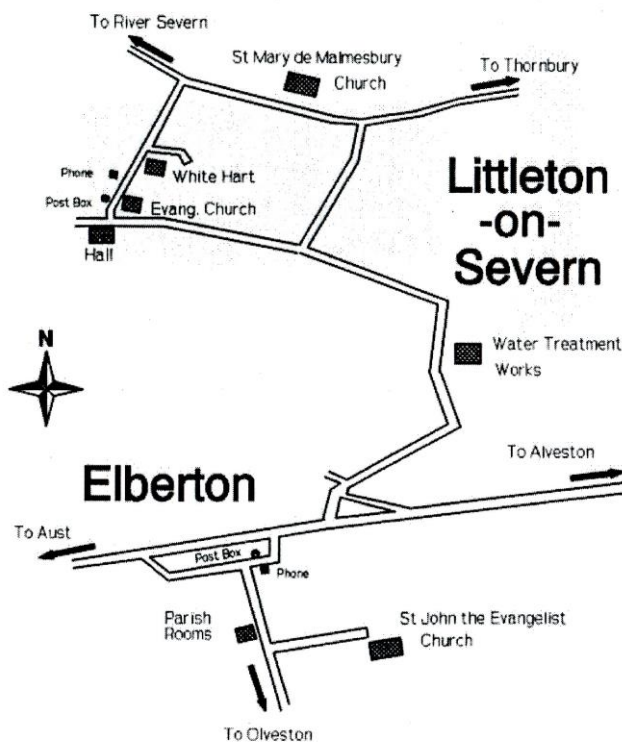 To River Severn
St Mary de Malmesbury
Church
To Thornbury
Phone
White Hart
Post Box
Evang. Church
Hall
Littleton
-on-
Severn
N
Water Treatment
Works
Elberton
To Alveston
To Aust
Post Box
Phone
Parish
Rooms
St John the Evangelist
Church
To Olveston